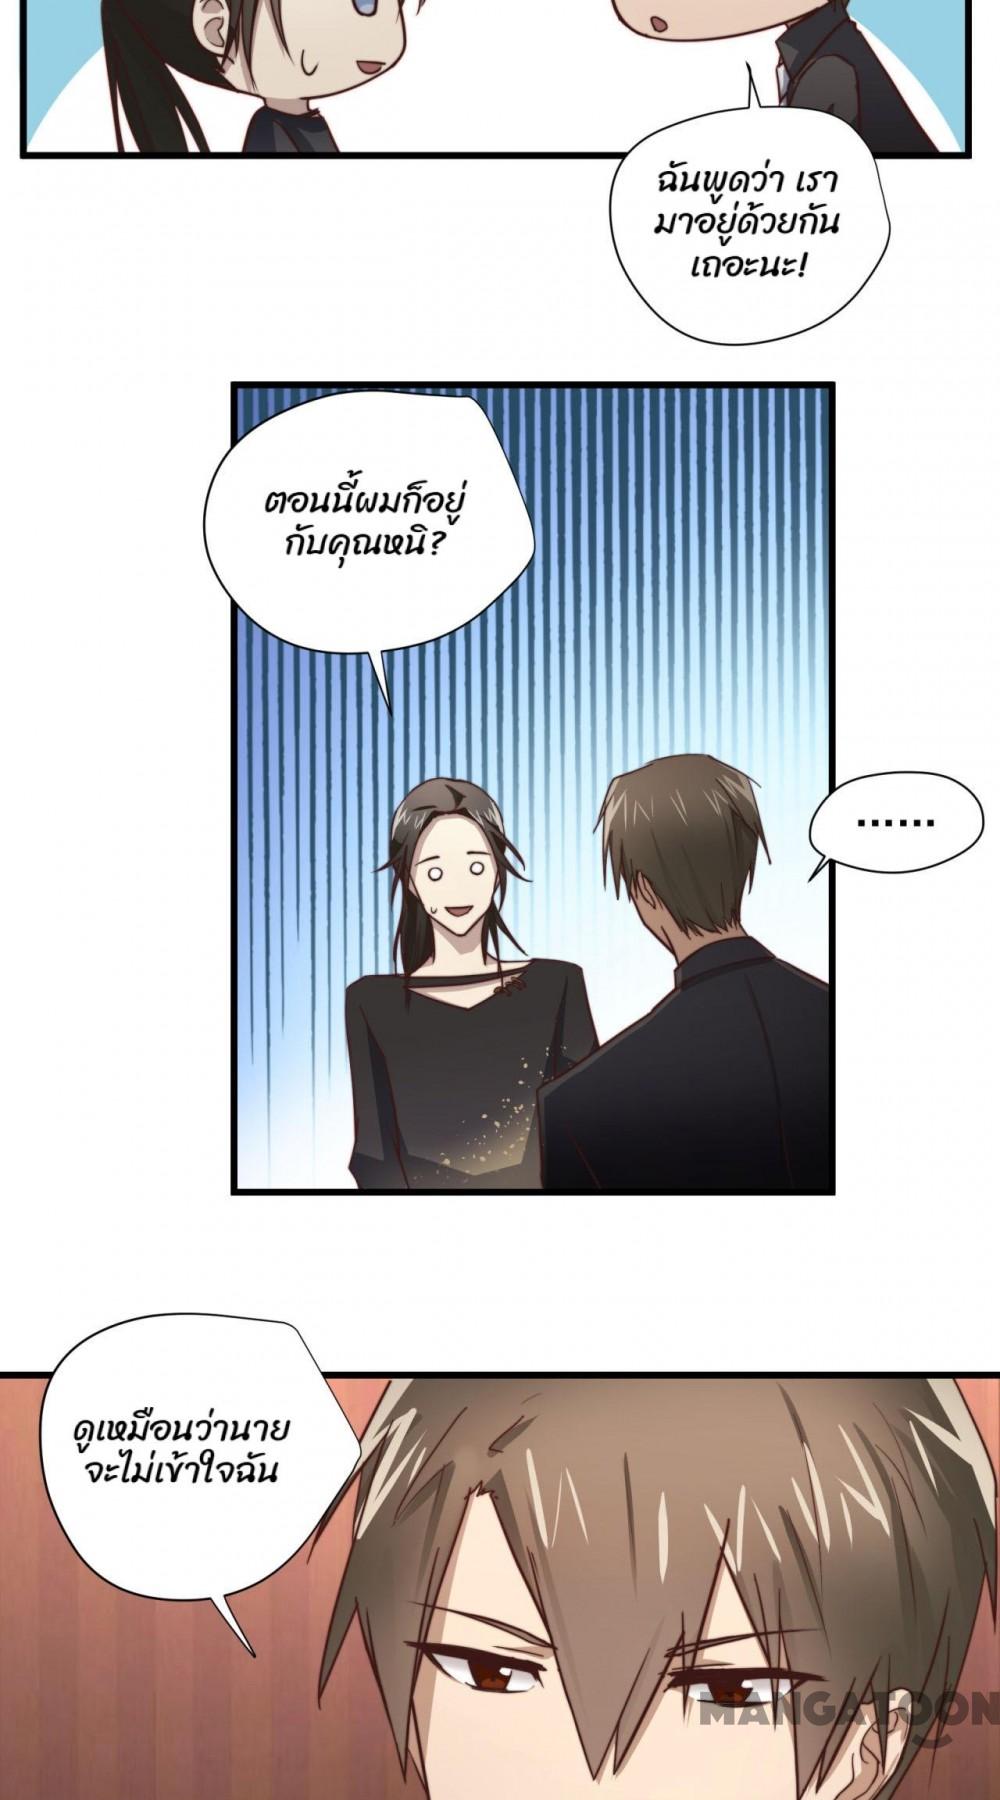 ฉันพูดว่า เรา
มาอยู่ด้วยกัน
เถอะนะ!
ตอนนี้ผมก็อยู่
กับคุณหนิ?
......
ดูเหมือนว่านาย
จะไม่เข้าใจฉัน
MANGATOON